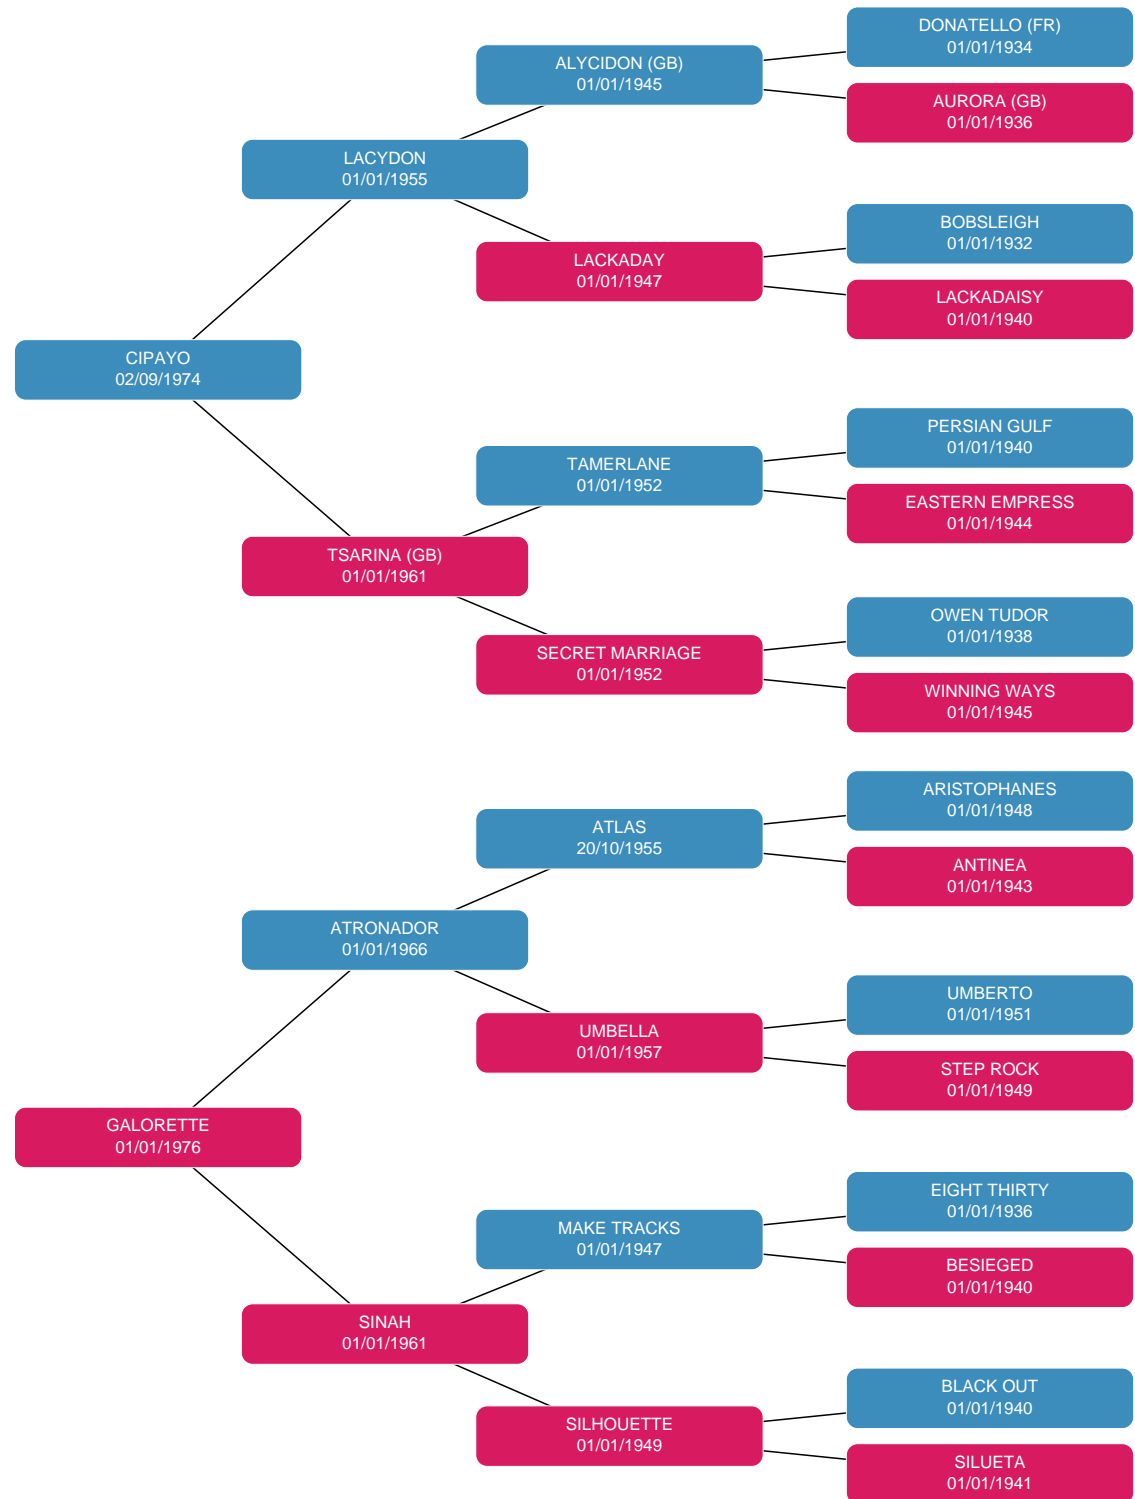 DONATELLO (FR)
01/01/1934
ALYCIDON (GB)
01/01/1945
AURORA (GB)
01/01/1936
LACYDON
01/01/1955
BOBSLEIGH
01/01/1932
LACKADAY
01/01/1947
LACKADAISY
01/01/1940
CIPAYO
02/09/1974
PERSIAN GULF
01/01/1940
TAMERLANE
01/01/1952
EASTERN EMPRESS
01/01/1944
TSARINA (GB)
01/01/1961
OWEN TUDOR
01/01/1938
SECRET MARRIAGE
01/01/1952
WINNING WAYS
01/01/1945
ARISTOPHANES
01/01/1948
ATLAS
20/10/1955
ANTINEA
01/01/1943
ATRONADOR
01/01/1966
UMBERTO
01/01/1951
UMBELLA
01/01/1957
STEP ROCK
01/01/1949
GALORETTE
01/01/1976
EIGHT THIRTY
01/01/1936
MAKE TRACKS
01/01/1947
BESIEGED
01/01/1940
SINAH
01/01/1961
BLACK OUT
01/01/1940
SILHOUETTE
01/01/1949
SILUETA
01/01/1941